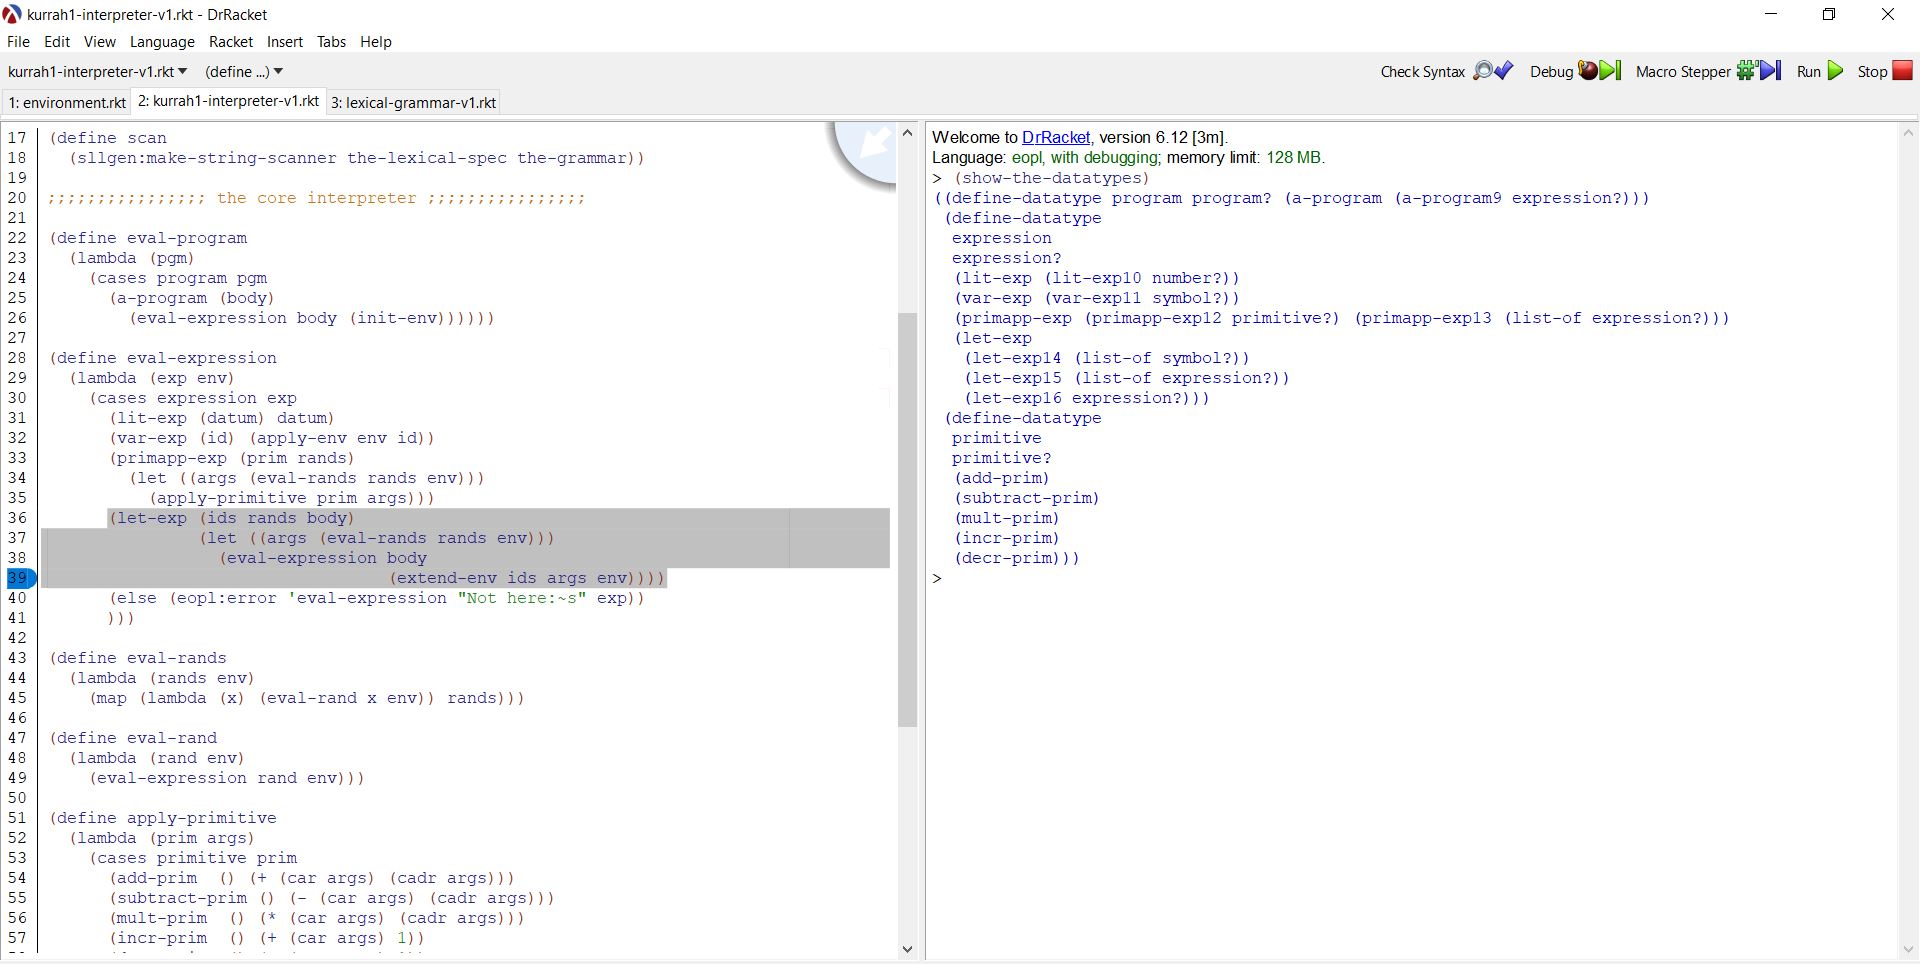 kurrah1-interpreter-v1.rkt - DrRacket
File Edit View Language Racket Insert Tabs Help
kurrah1-interpreter-v1.rkt (define ...) Check Syntax Debug Macro Stepper Run Stop
1: environment.rkt 2: kurrah1-interpreter-v1.rkt 3: lexical-grammar-v1.rkt
17 (define scan
18 (sllgen:make-string-scanner the-lexical-spec the-grammar))
19
20 ;;;;;;;;;;;;;;;; the core interpreter ;;;;;;;;;;;;;;;;
21
22 (define eval-program
23 (lambda (pgm)
24 (cases program pgm
25 (a-program (body)
26 (eval-expression body (init-env))))))
27
28 (define eval-expression
29 (lambda (exp env)
30 (cases expression exp
31 (lit-exp (datum) datum)
32 (var-exp (id) (apply-env env id))
33 (primapp-exp (prim rands)
34 (let ((args (eval-rands rands env)))
35 (apply-primitive prim args)))
36 (let-exp (ids rands body)
37 (let ((args (eval-rands rands env)))
38 (eval-expression body
39 (extend-env ids args env))))
40 (else (eopl:error 'eval-expression "Not here:~s" exp))
41 )))
42
43 (define eval-rands
44 (lambda (rands env)
45 (map (lambda (x) (eval-rand x env)) rands)))
46
47 (define eval-rand
48 (lambda (rand env)
49 (eval-expression rand env)))
50
51 (define apply-primitive
52 (lambda (prim args)
53 (cases primitive prim
54 (add-prim () (+ (car args) (cadr args)))
55 (subtract-prim () (- (car args) (cadr args)))
56 (mult-prim () (* (car args) (cadr args)))
57 (incr-prim () (+ (car args) 1))
Welcome to DrRacket, version 6.12 [3m].
Language: eopl, with debugging; memory limit: 128 MB.
> (show-the-datatypes)
((define-datatype program program? (a-program (a-program9 expression?)))
(define-datatype
expression
expression?
(lit-exp (lit-exp10 number?))
(var-exp (var-exp11 symbol?))
(primapp-exp (primapp-exp12 primitive?) (primapp-exp13 (list-of expression?)))
(let-exp
(let-exp14 (list-of symbol?))
(let-exp15 (list-of expression?))
(let-exp16 expression?)))
(define-datatype
primitive
primitive?
(add-prim)
(subtract-prim)
(mult-prim)
(incr-prim)
(decr-prim)))
>